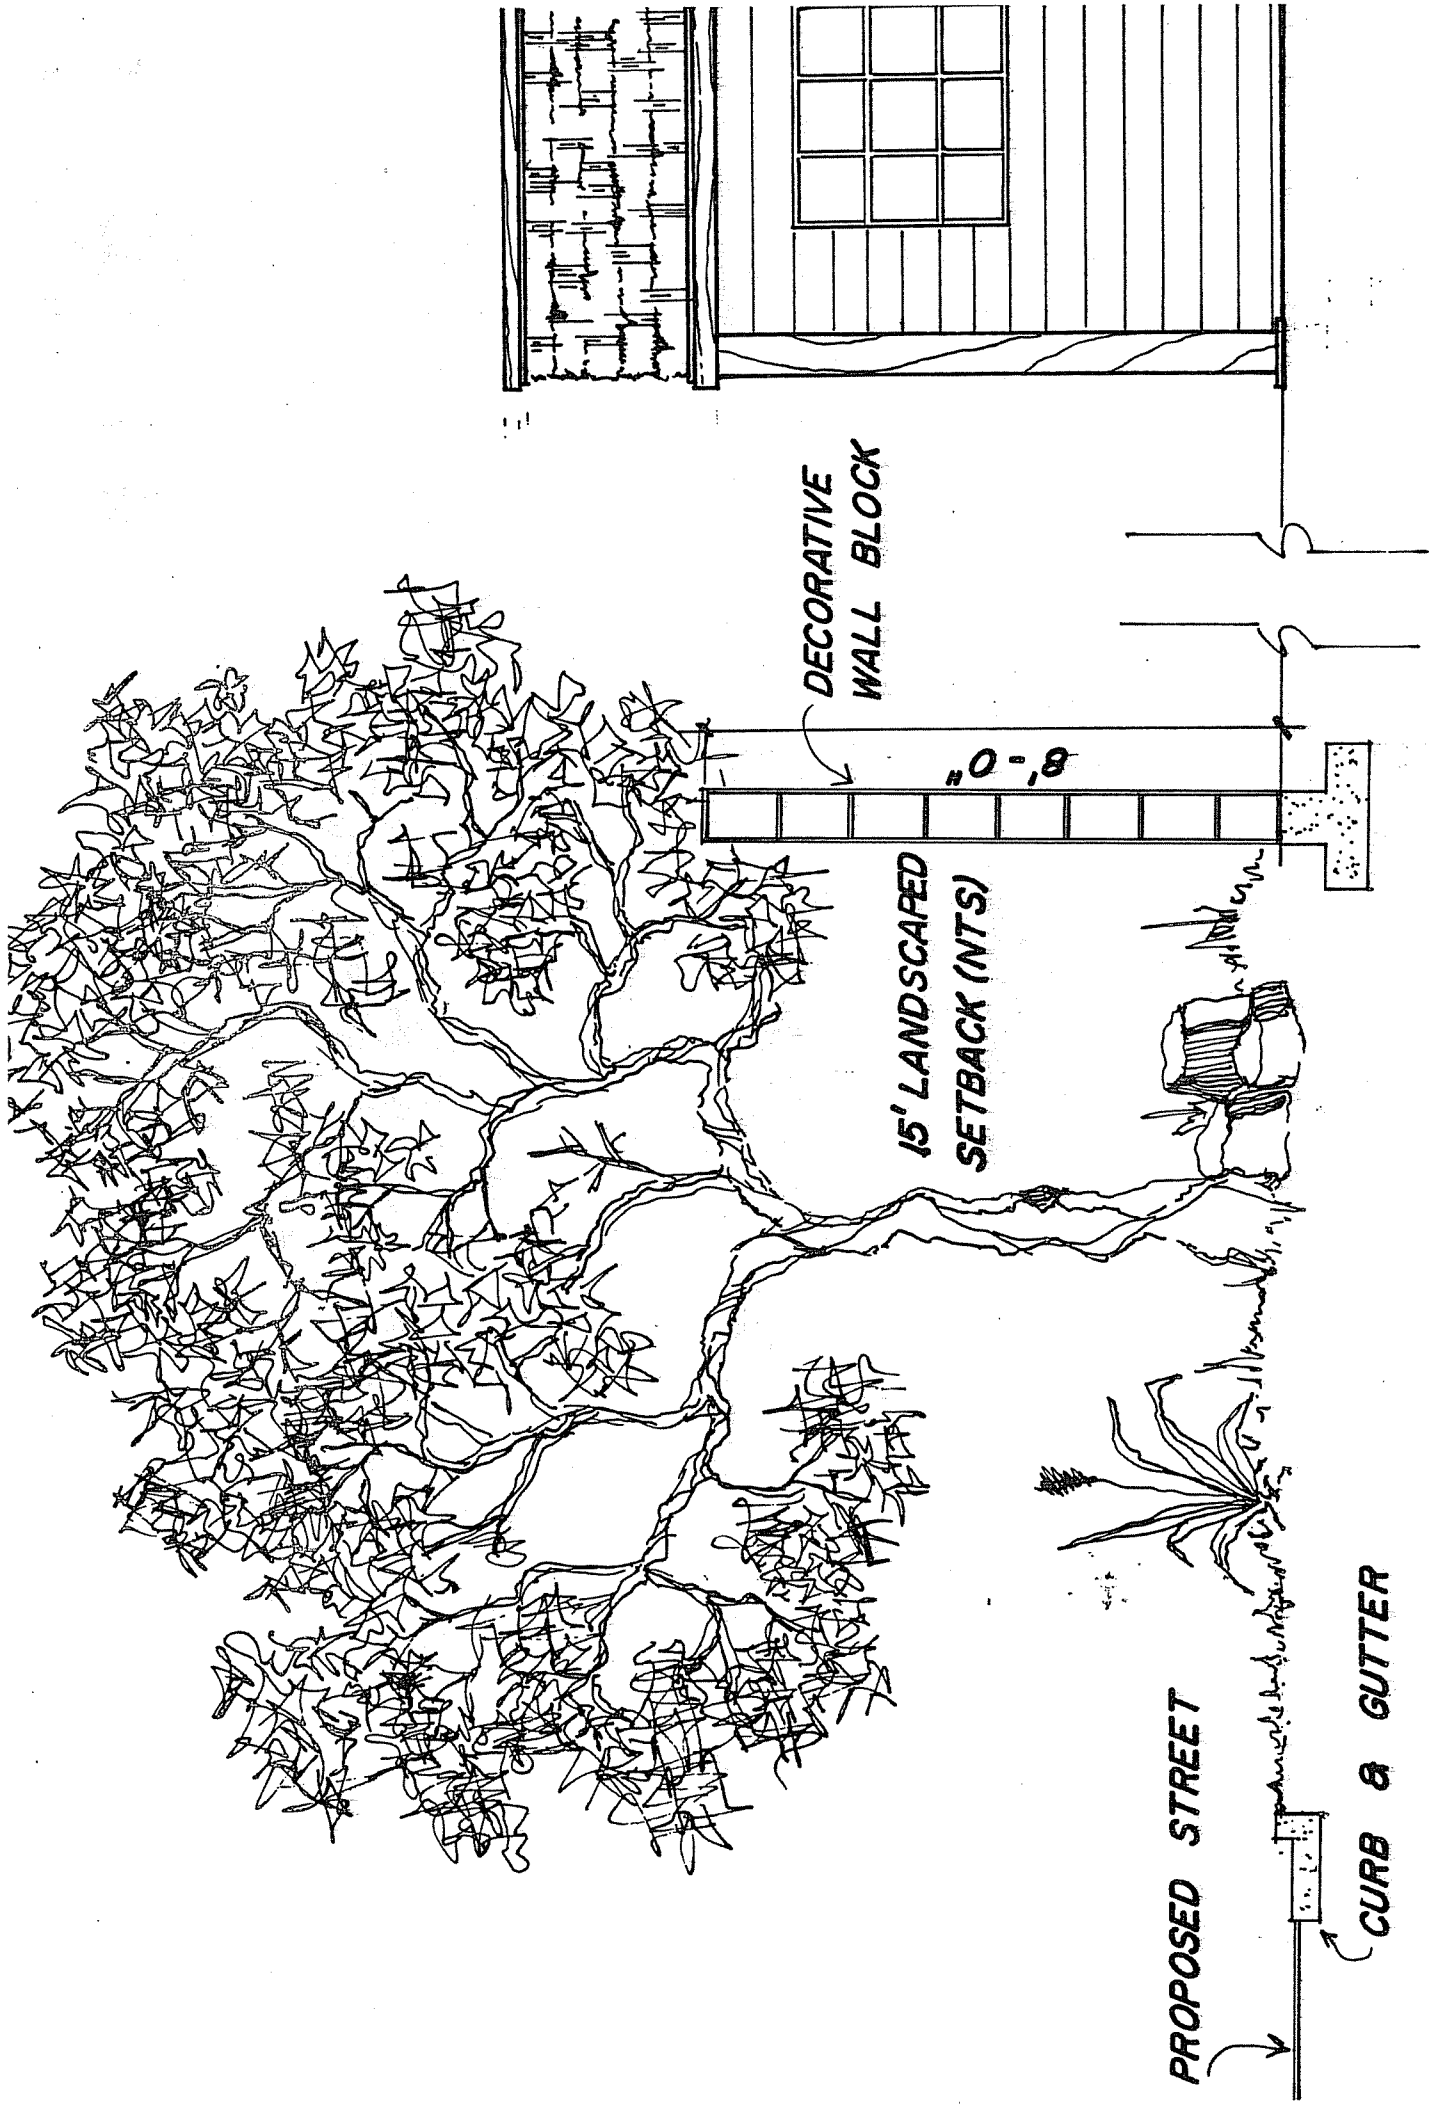 DECORATIVE
WALL BLOCK
8'-0"
15' LANDSCAPED
SETBACK (NTS)
PROPOSED STREET
CURB & GUTTER